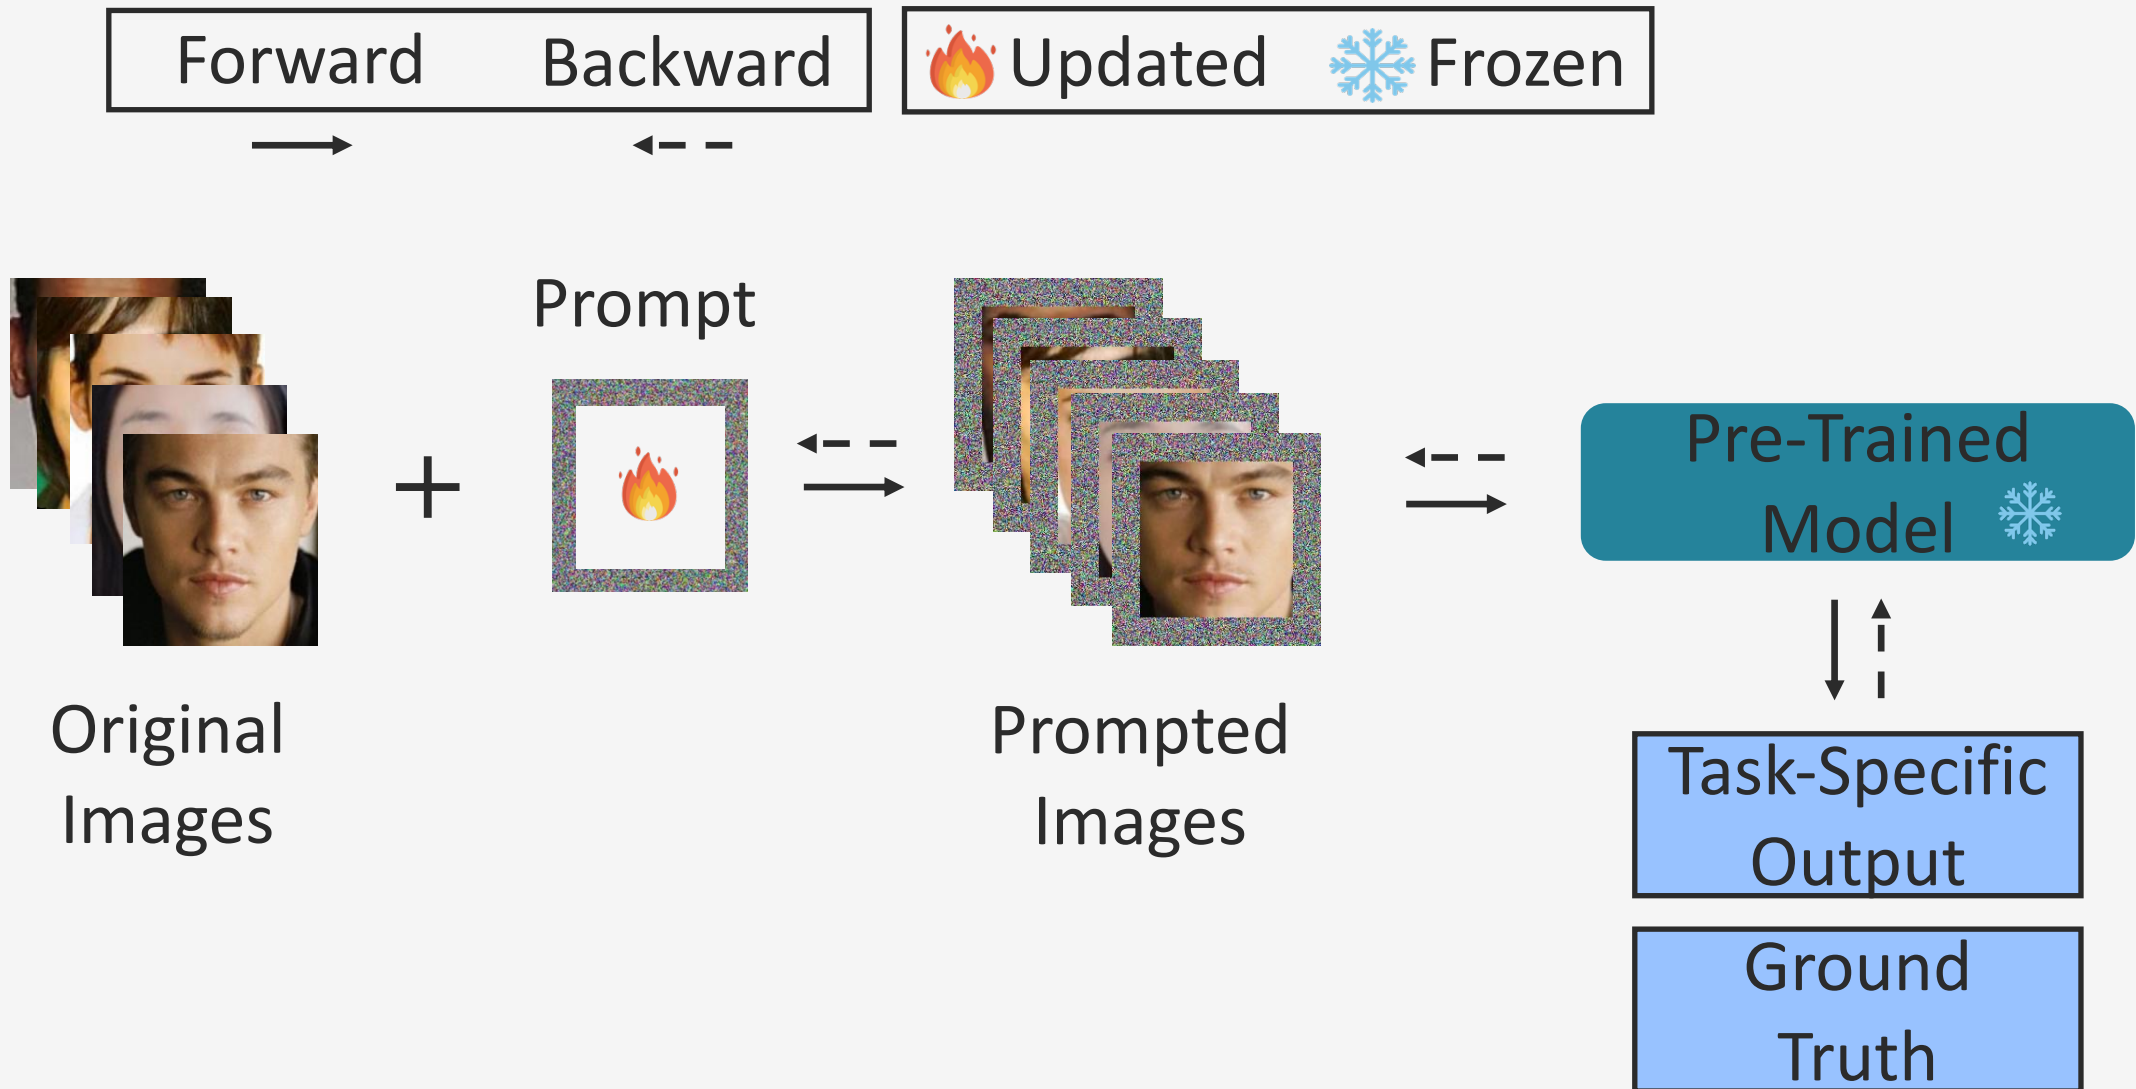 Forward Backward
Updated Frozen
Prompt
Pre-Trained
Model
Original
Images
Prompted
Images
Task-Specific
Output
Ground
Truth